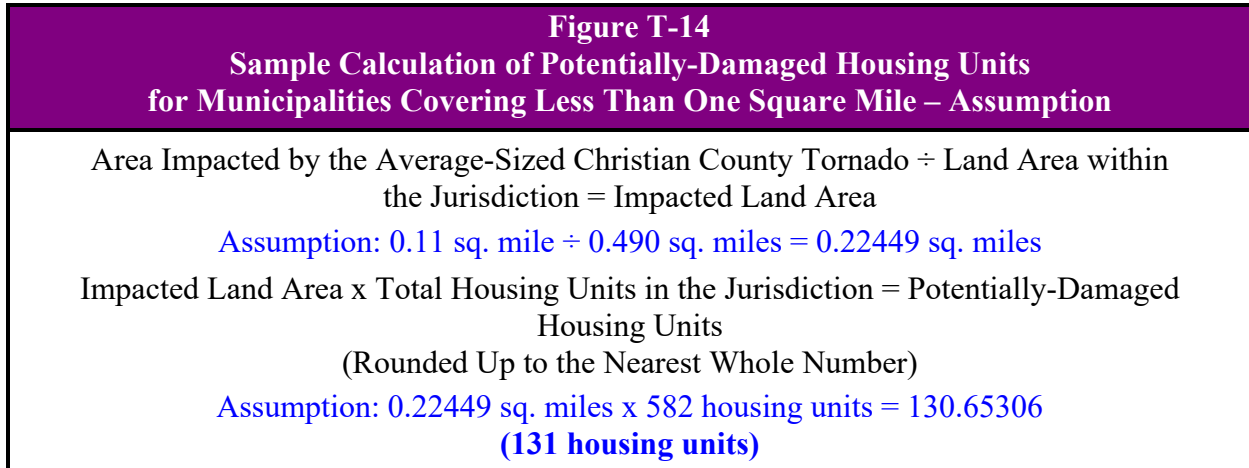 Figure T-14
Sample Calculation of Potentially-Damaged Housing Units
for Municipalities Covering Less Than One Square Mile – Assumption
Area Impacted by the Average-Sized Christian County Tornado ÷ Land Area within
the Jurisdiction = Impacted Land Area
Assumption: 0.11 sq. mile ÷ 0.490 sq. miles = 0.22449 sq. miles
Impacted Land Area x Total Housing Units in the Jurisdiction = Potentially-Damaged
Housing Units
(Rounded Up to the Nearest Whole Number)
Assumption: 0.22449 sq. miles x 582 housing units = 130.65306
(131 housing units)